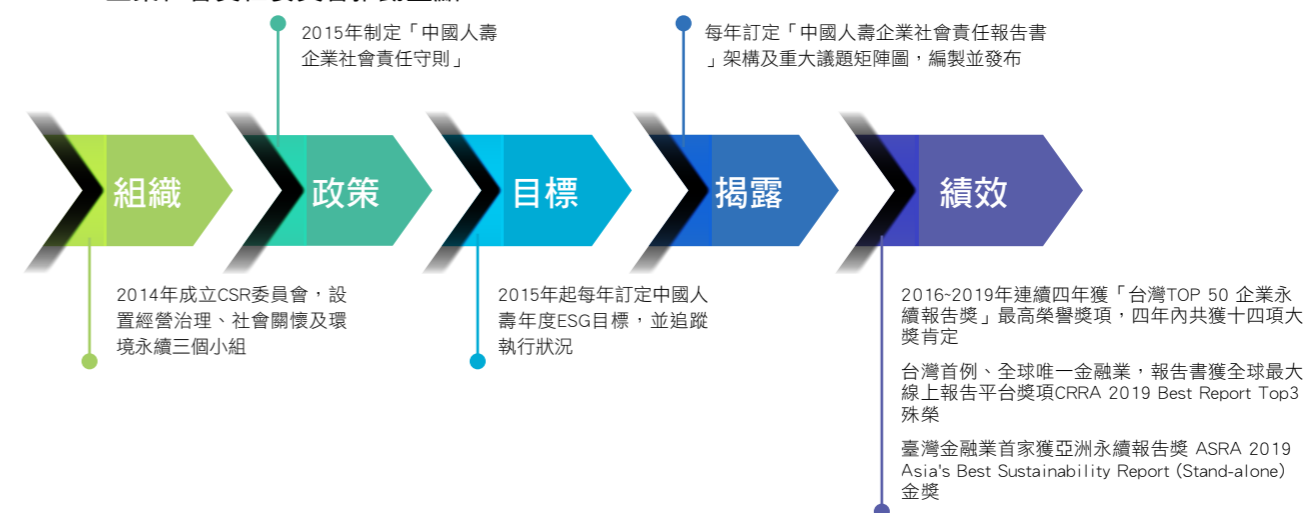 2015年制定「中國人壽
企業社會責任守則」
每年訂定「中國人壽企業社會責任報告書
」架構及重大議題矩陣圖，編製並發布
組織
政策
目標
揭露
績效
2014年成立CSR委員會，設
置經營治理、社會關懷及環
境永續三個小組
2015年起每年訂定中國人
壽年度ESG目標，並追蹤
執行狀況
2016~2019年連續四年獲「台灣TOP 50 企業永
續報告獎」最高榮譽獎項，四年內共獲十四項大
獎肯定
台灣首例、全球唯一金融業，報告書獲全球最大
線上報告平台獎項CRRA 2019 Best Report Top3
殊榮
臺灣金融業首家獲亞洲永續報告獎 ASRA 2019
Asia's Best Sustainability Report (Stand-alone)
金獎